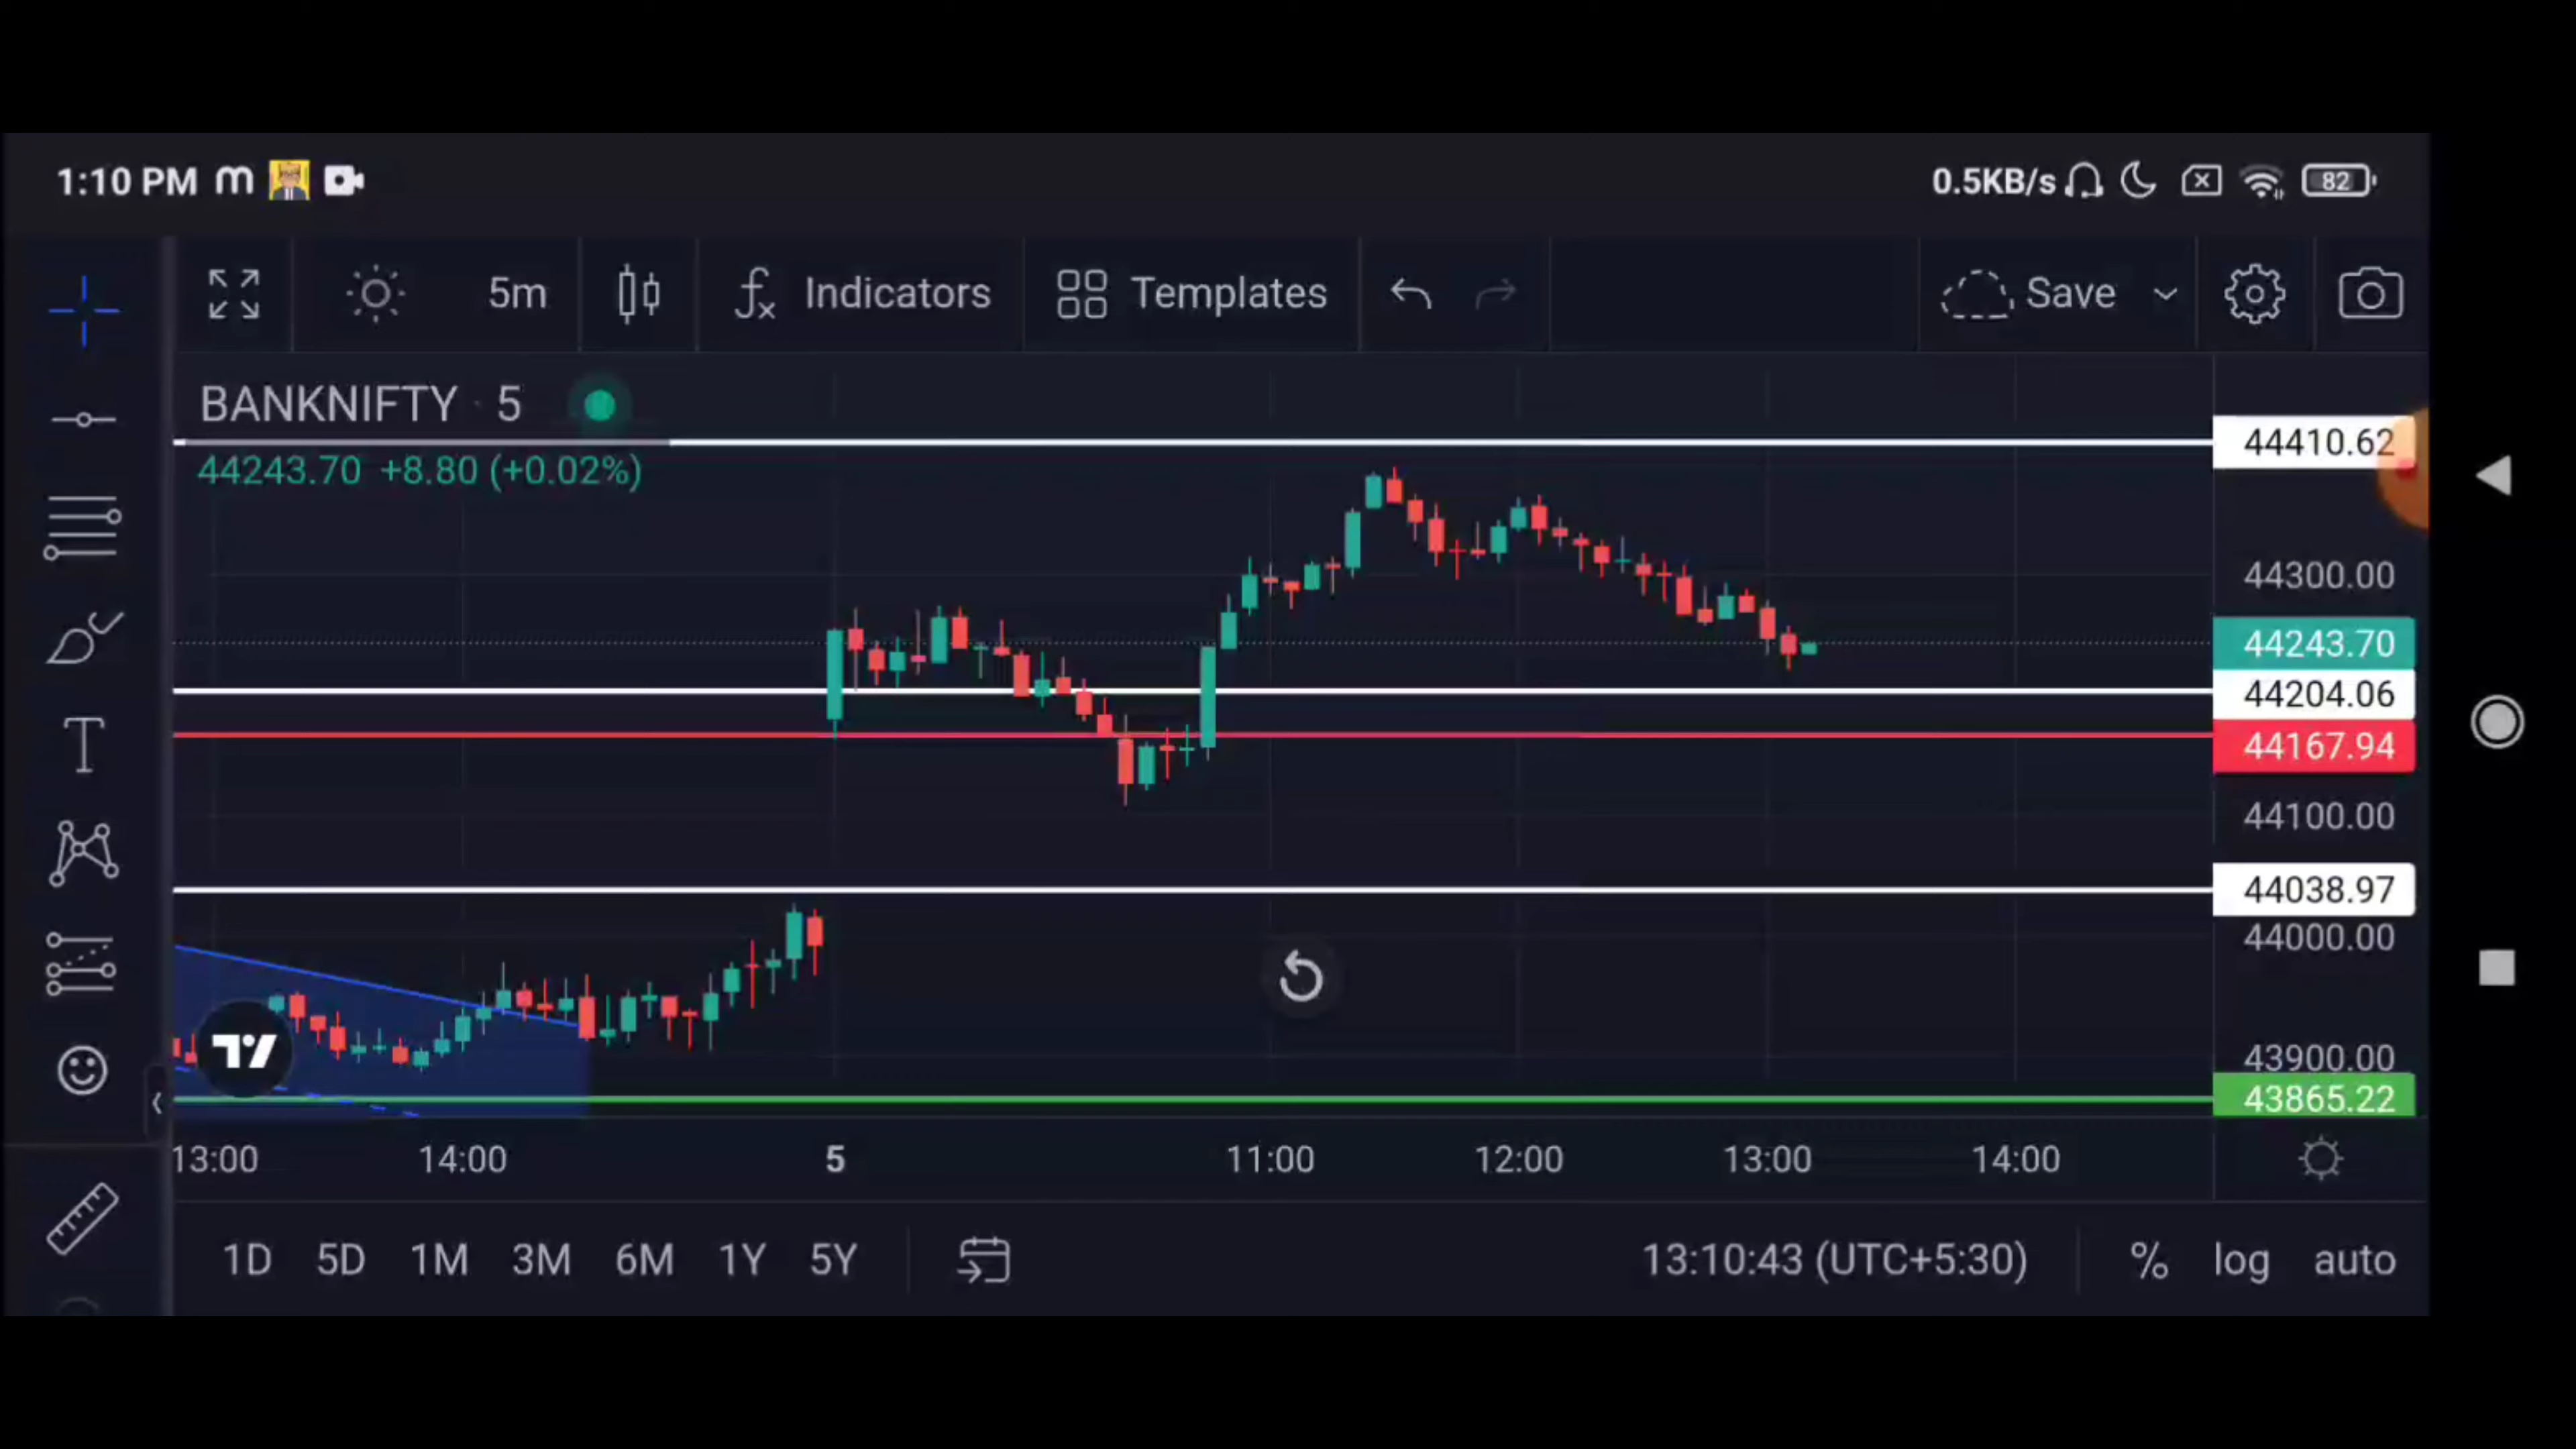 1:10 PM m
0.5KB/s 82
5m Indicators Templates Save
BANKNIFTY · 5
44243.70 +8.80 (+0.02%)
44410.62
44300.00
44243.70
44204.06
44167.94
44100.00
44038.97
44000.00
43900.00
43865.22
13:00 14:00 5 11:00 12:00 13:00 14:00
1D 5D 1M 3M 6M 1Y 5Y 13:10:43 (UTC+5:30) % log auto